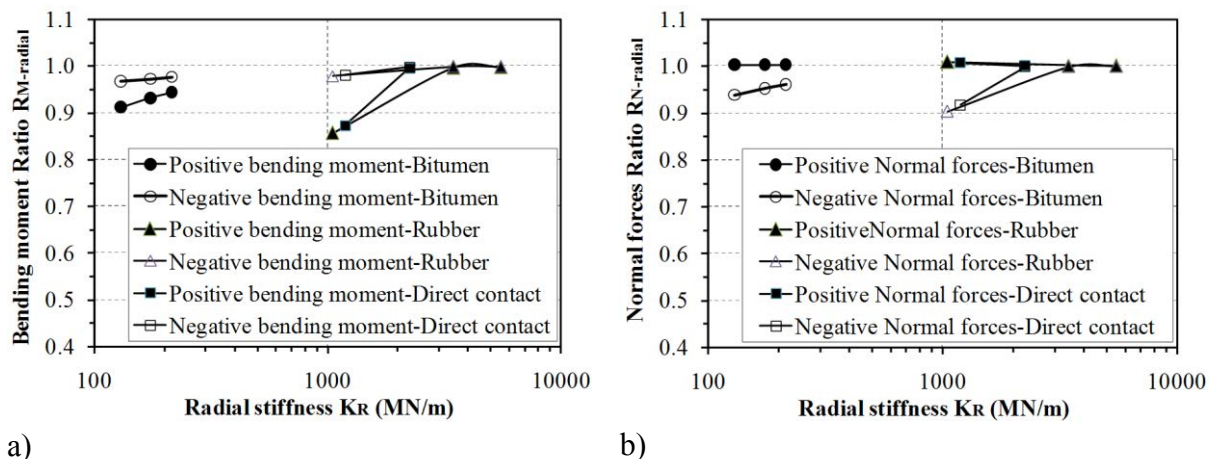 1.1
1.0
0.9
0.8
0.7
0.6
0.5
0.4
Bending moment Ratio RM-radial
Positive bending moment-Bitumen
Negative bending moment-Bitumen
Positive bending moment-Rubber
Negative bending moment-Rubber
Positive bending moment-Direct contact
Negative bending moment-Direct contact
100 1000 10000
Radial stiffness KR (MN/m)
a)
1.1
1.0
0.9
0.8
0.7
0.6
0.5
0.4
Normal forces Ratio RN-radial
Positive Normal forces-Bitumen
Negative Normal forces-Bitumen
PositiveNormal forces-Rubber
Negative Normal forces-Rubber
Positive Normal forces-Direct contact
Negative Normal forces-Direct contact
100 1000 10000
Radial stiffness KR (MN/m)
b)